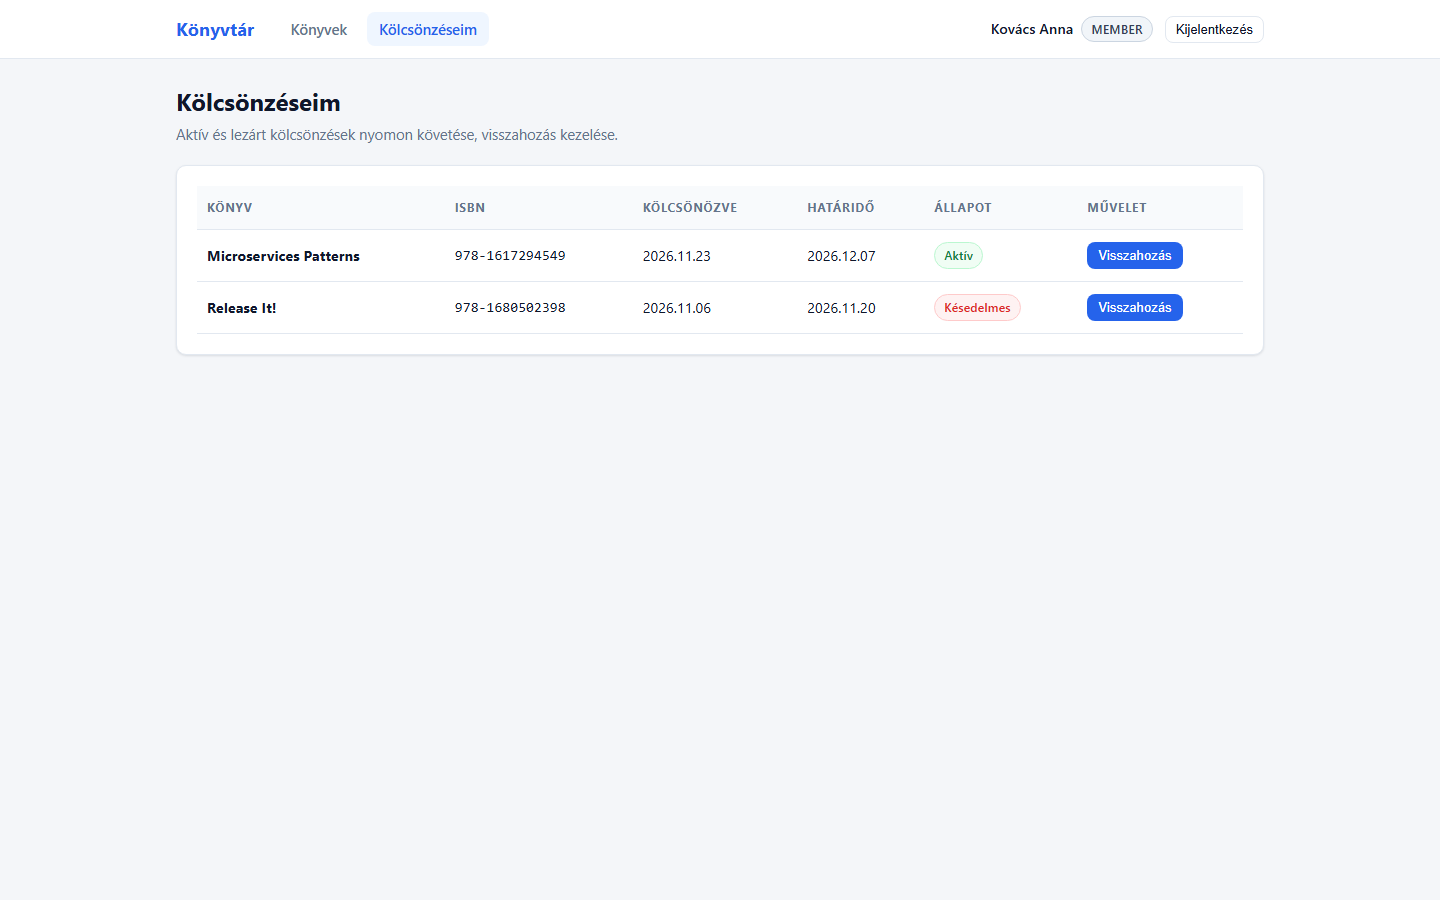 Könyvtár Könyvek Kölcsönzéseim Kovács Anna MEMBER Kijelentkezés
Kölcsönzéseim
Aktív és lezárt kölcsönzések nyomon követése, visszahozás kezelése.
KÖNYV ISBN KÖLCSÖNÖZVE HATÁRIDŐ ÁLLAPOT MŰVELET
Microservices Patterns 978-1617294549 2026.11.23 2026.12.07 Aktív Visszahozás
Release It! 978-1680502398 2026.11.06 2026.11.20 Késedelmes Visszahozás